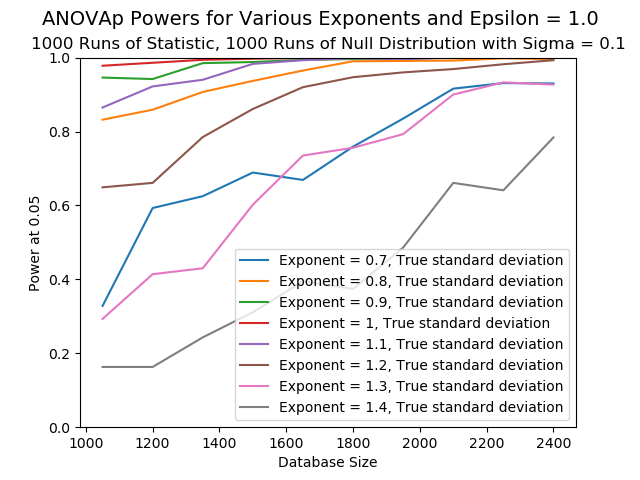 ANOVAp Powers for Various Exponents and Epsilon = 1.0
1000 Runs of Statistic, 1000 Runs of Null Distribution with Sigma = 0.1
1.0
0.8
0.6
0.4
0.2
0.0
Power at 0.05
Exponent = 0.7, True standard deviation
Exponent = 0.8, True standard deviation
Exponent = 0.9, True standard deviation
Exponent = 1, True standard deviation
Exponent = 1.1, True standard deviation
Exponent = 1.2, True standard deviation
Exponent = 1.3, True standard deviation
Exponent = 1.4, True standard deviation
1000 1200 1400 1600 1800 2000 2200 2400
Database Size